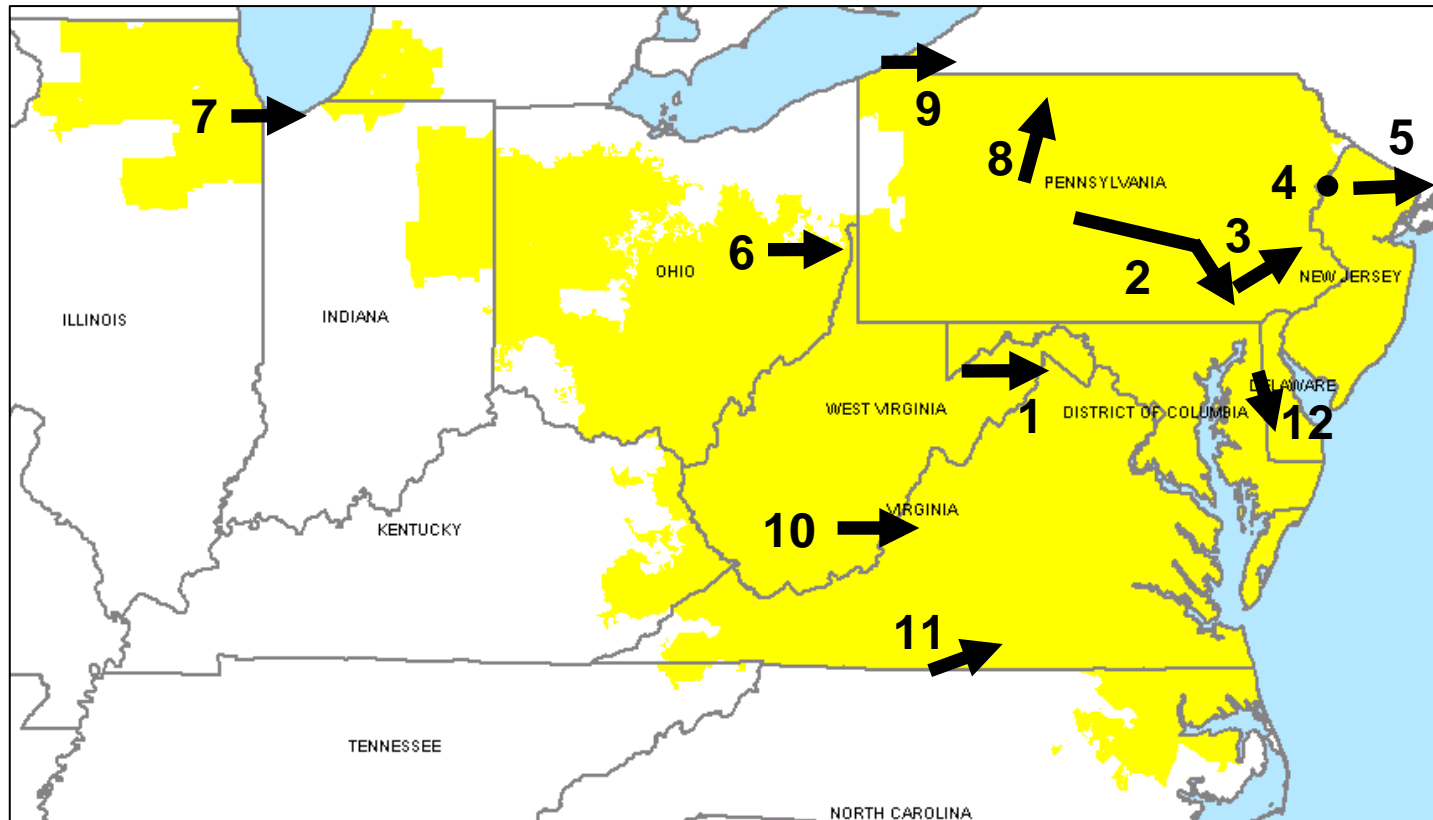 7
9
8
5
4
PENNSYLVANIA
3
6
OHIO
2
NEW JERSEY
ILLINOIS
INDIANA
DELAWARE
WEST VIRGINIA
1
DISTRICT OF COLUMBIA
12
10
VIRGINIA
KENTUCKY
11
TENNESSEE
NORTH CAROLINA